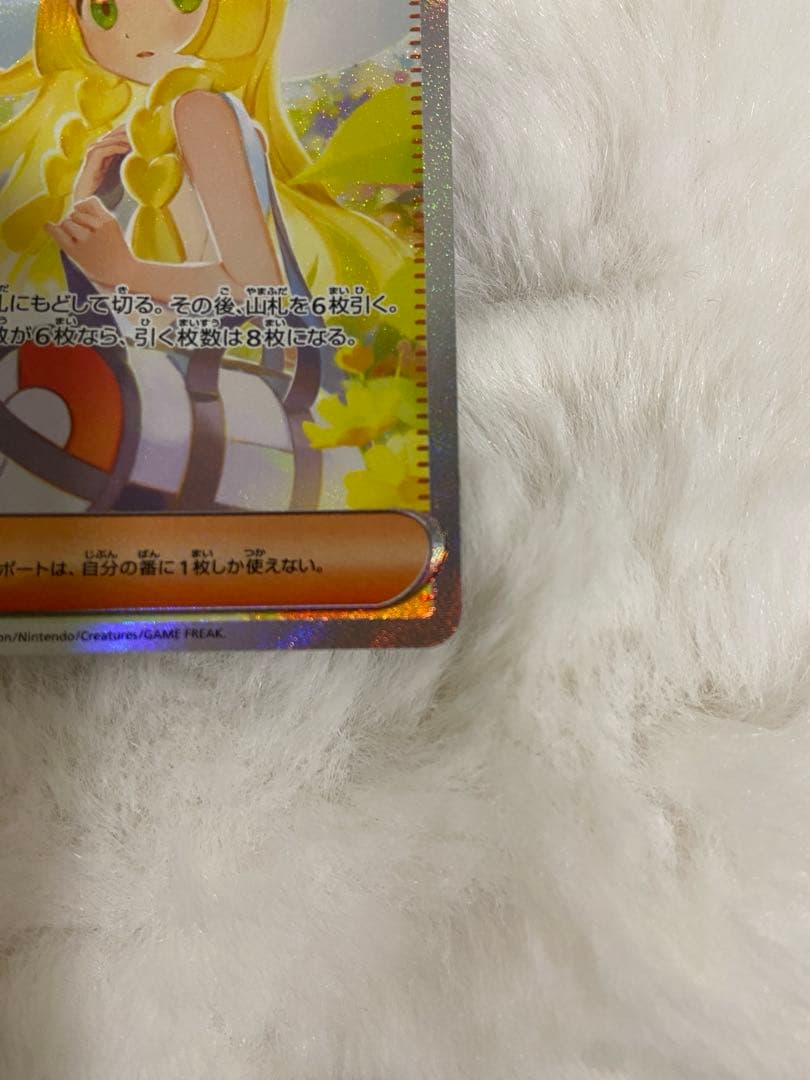 にもどして切る。その後、山札を6枚引く。
が6枚なら、引く枚数は8枚になる。
ポートは、自分の番に1枚しか使えない。
on/Nintendo/Creatures/GAME FREAK.